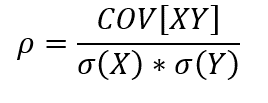 ρ = COV[XY] / σ(X) * σ(Y)